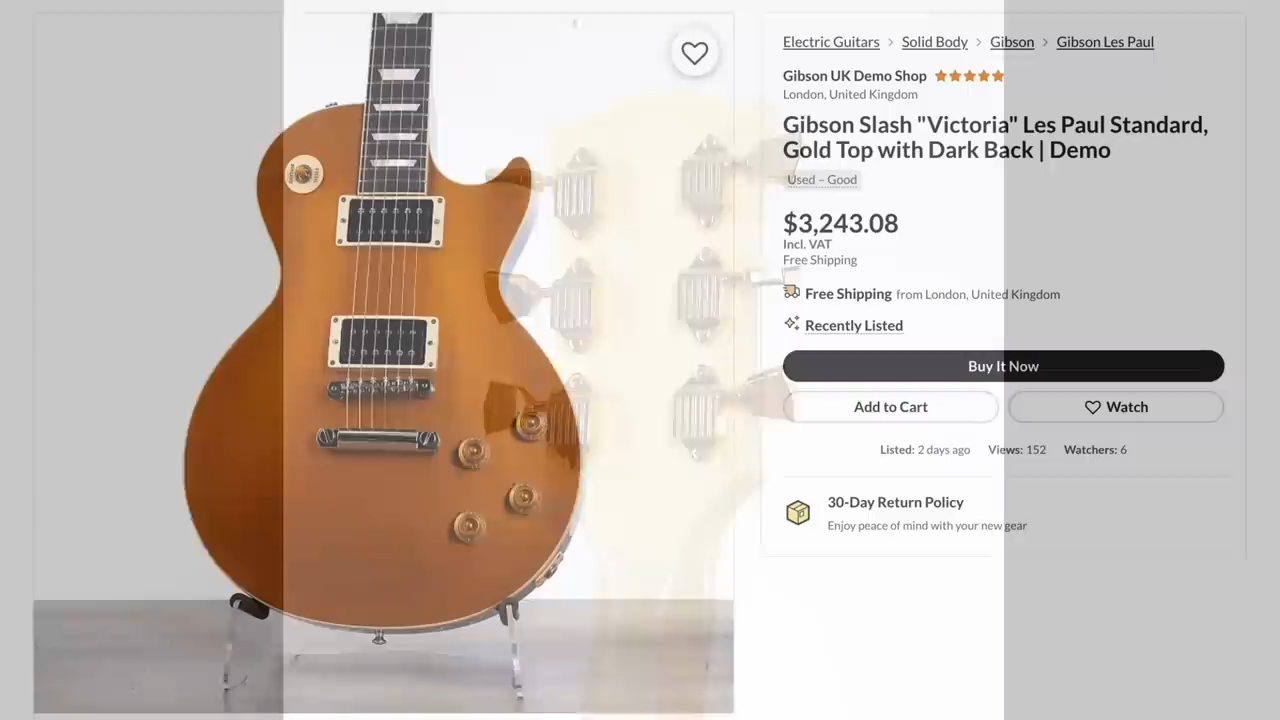 Electric Guitars > Solid Body > Gibson > Gibson Les Paul
Gibson UK Demo Shop
London, United Kingdom
Gibson Slash "Victoria" Les Paul Standard,
Gold Top with Dark Back | Demo
Used – Good
$3,243.08
Incl. VAT
Free Shipping
Free Shipping from London, United Kingdom
Recently Listed
Buy It Now
Add to Cart
Watch
Listed: 2 days ago Views: 152 Watchers: 6
30-Day Return Policy
Enjoy peace of mind with your new gear